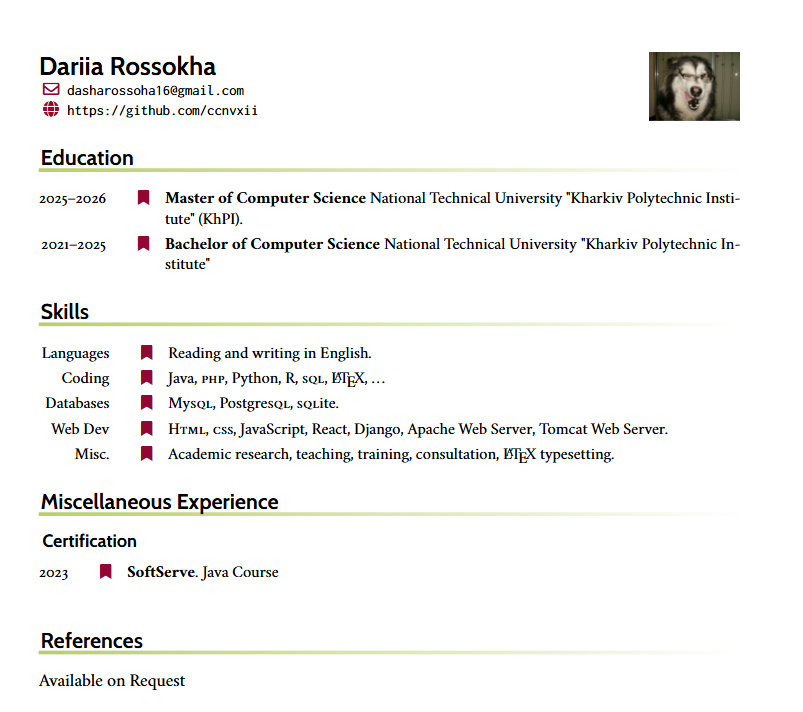 Dariia Rossokha
dasharossoha16@gmail.com
https://github.com/ccnvxii
Education
2025–2026 Master of Computer Science National Technical University "Kharkiv Polytechnic Insti-
tute" (KhPI).
2021–2025 Bachelor of Computer Science National Technical University "Kharkiv Polytechnic In-
stitute"
Skills
Languages Reading and writing in English.
Coding Java, PHP, Python, R, SQL, LATEX, …
Databases MySQL, PostgreSQL, SQLite.
Web Dev HTML, CSS, JavaScript, React, Django, Apache Web Server, Tomcat Web Server.
Misc. Academic research, teaching, training, consultation, LATEX typesetting.
Miscellaneous Experience
Certification
2023 SoftServe. Java Course
References
Available on Request